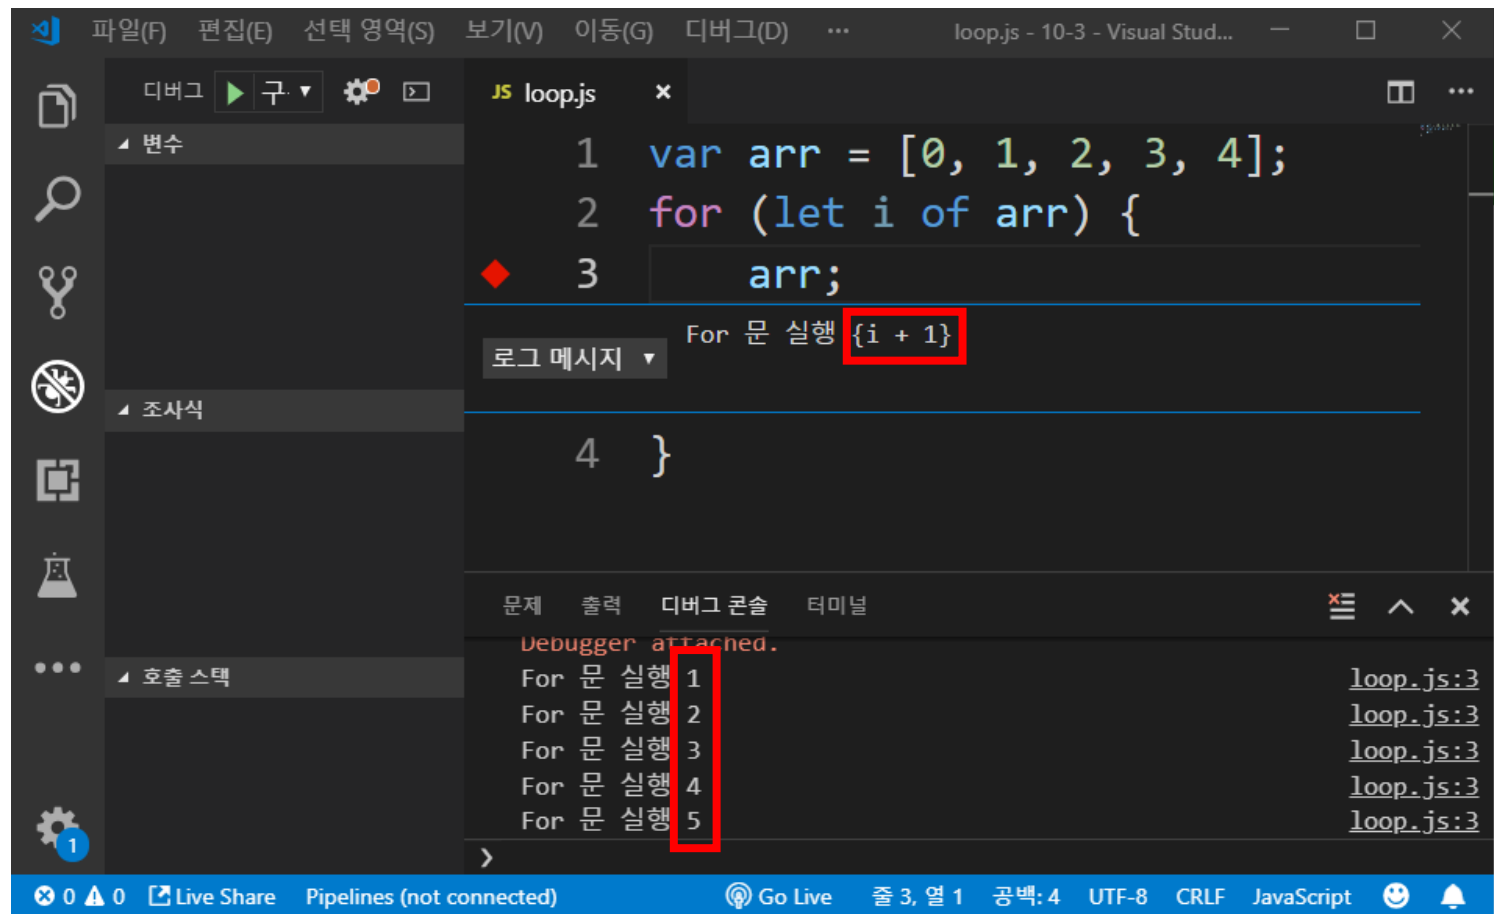 파일(F) 편집(E) 선택 영역(S) 보기(V) 이동(G) 디버그(D) ··· loop.js - 10-3 - Visual Stud...
디버그 구·
JS loop.js
변수
1 var arr = [0, 1, 2, 3, 4];
2 for (let i of arr) {
3 arr;
로그 메시지
For 문 실행 {i + 1}
조사식
4 }
문제 출력 디버그 콘솔 터미널
Debugger attached.
호출 스택
For 문 실행 1 loop.js:3
For 문 실행 2 loop.js:3
For 문 실행 3 loop.js:3
For 문 실행 4 loop.js:3
For 문 실행 5 loop.js:3
1
0 0 Live Share Pipelines (not connected) Go Live 줄 3, 열 1 공백: 4 UTF-8 CRLF JavaScript